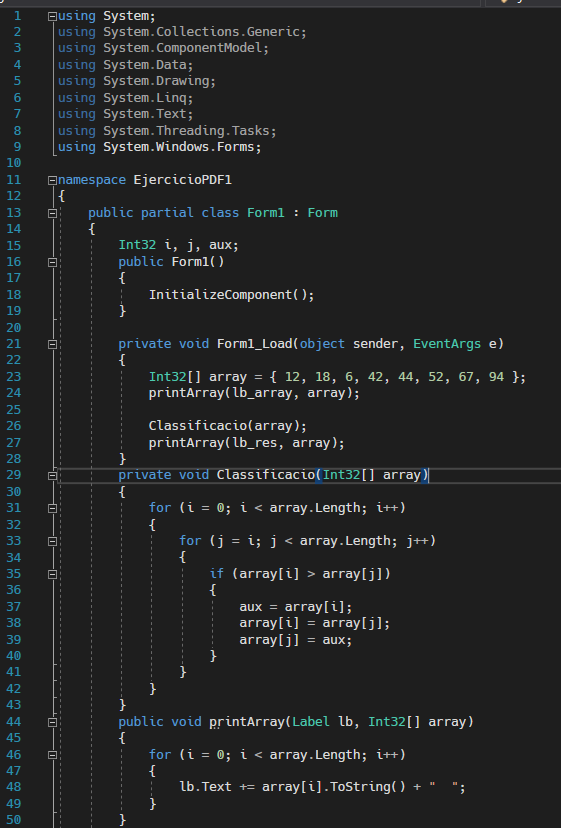 1 using System;
2 using System.Collections.Generic;
3 using System.ComponentModel;
4 using System.Data;
5 using System.Drawing;
6 using System.Linq;
7 using System.Text;
8 using System.Threading.Tasks;
9 using System.Windows.Forms;
10
11 namespace EjercicioPDF1
12 {
13     public partial class Form1 : Form
14     {
15         Int32 i, j, aux;
16         public Form1()
17         {
18             InitializeComponent();
19         }
20
21         private void Form1_Load(object sender, EventArgs e)
22         {
23             Int32[] array = { 12, 18, 6, 42, 44, 52, 67, 94 };
24             printArray(lb_array, array);
25
26             Classificacio(array);
27             printArray(lb_res, array);
28         }
29         private void Classificacio(Int32[] array)
30         {
31             for (i = 0; i < array.Length; i++)
32             {
33                 for (j = i; j < array.Length; j++)
34                 {
35                     if (array[i] > array[j])
36                     {
37                         aux = array[i];
38                         array[i] = array[j];
39                         array[j] = aux;
40                     }
41                 }
42             }
43         }
44         public void printArray(Label lb, Int32[] array)
45         {
46             for (i = 0; i < array.Length; i++)
47             {
48                 lb.Text += array[i].ToString() + "  ";
49             }
50         }